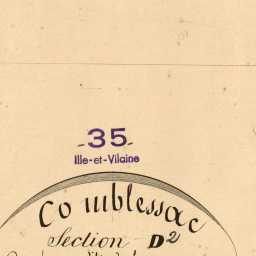 -35-
Ille-et-Vilaine
Comblessac
Section D2